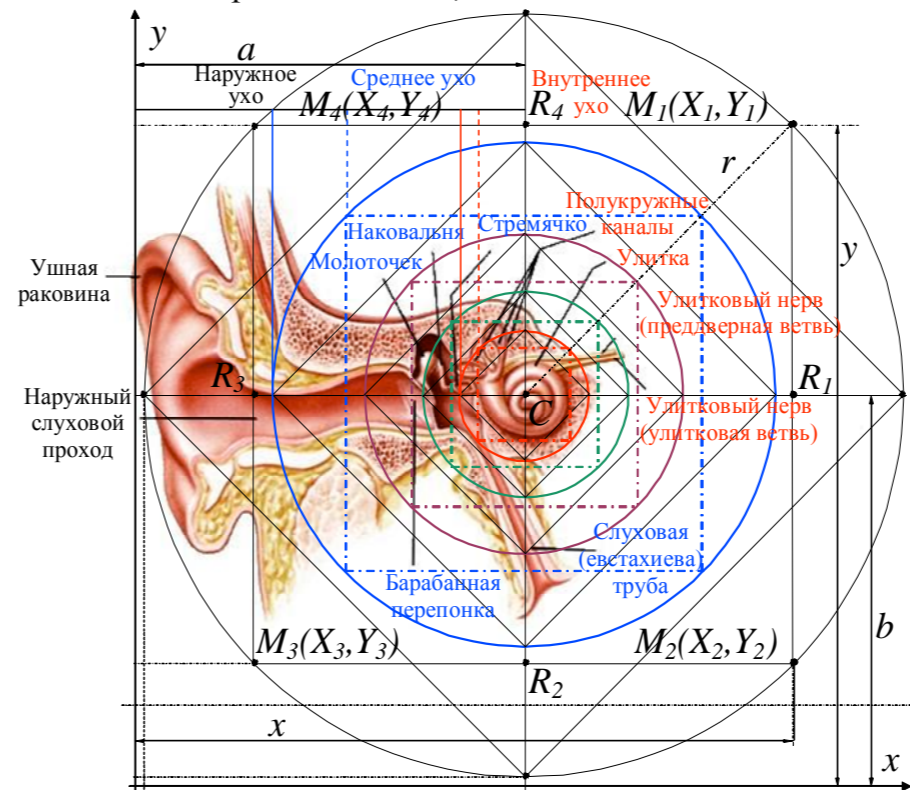 y
a
Наружное
ухо
Среднее ухо
Внутреннее
ухо
M4(X4,Y4)
R4
M1(X1,Y1)
r
Полукружные
каналы
Наковальня
Стремячко
Молоточек
Улитка
y
Ушная
раковина
Улитковый нерв
(преддверная ветвь)
R3
R1
Наружный
слуховой
проход
C
Улитковый нерв
(улитковая ветвь)
Слуховая
(евстахиева)
труба
Барабанная
перепонка
b
M3(X3,Y3)
M2(X2,Y2)
R2
x
x